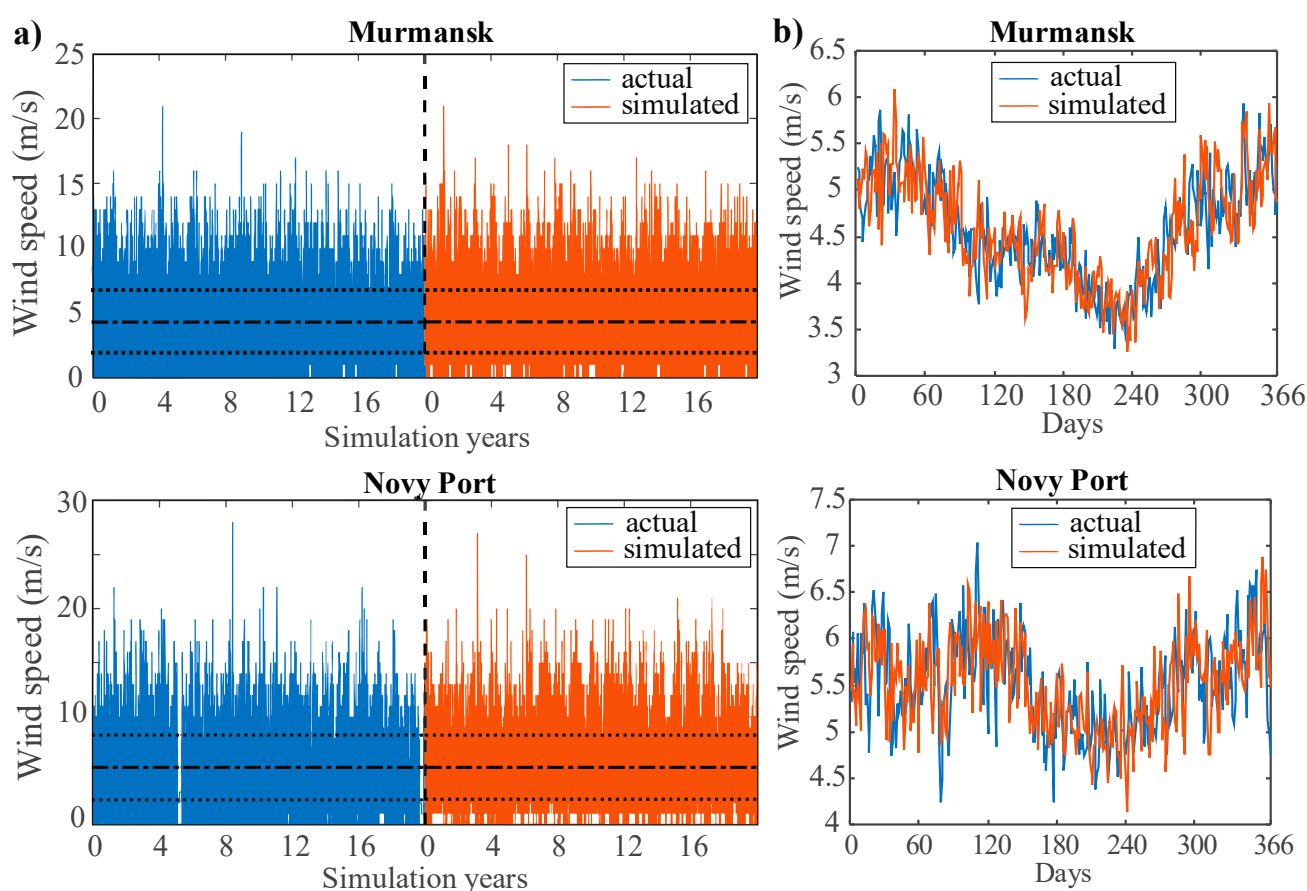 a)
Murmansk
25
20
15
10
5
0
Wind speed (m/s)
actual
simulated
0 4 8 12 16 0 4 8 12 16
Simulation years
b)
Murmansk
6.5
6
5.5
5
4.5
4
3.5
3
Wind speed (m/s)
actual
simulated
0 60 120 180 240 300 366
Days
Novy Port
30
20
10
0
Wind speed (m/s)
actual
simulated
0 4 8 12 16 0 4 8 12 16
Simulation years
Novy Port
7.5
7
6.5
6
5.5
5
4.5
4
Wind speed (m/s)
actual
simulated
0 60 120 180 240 300 366
Days